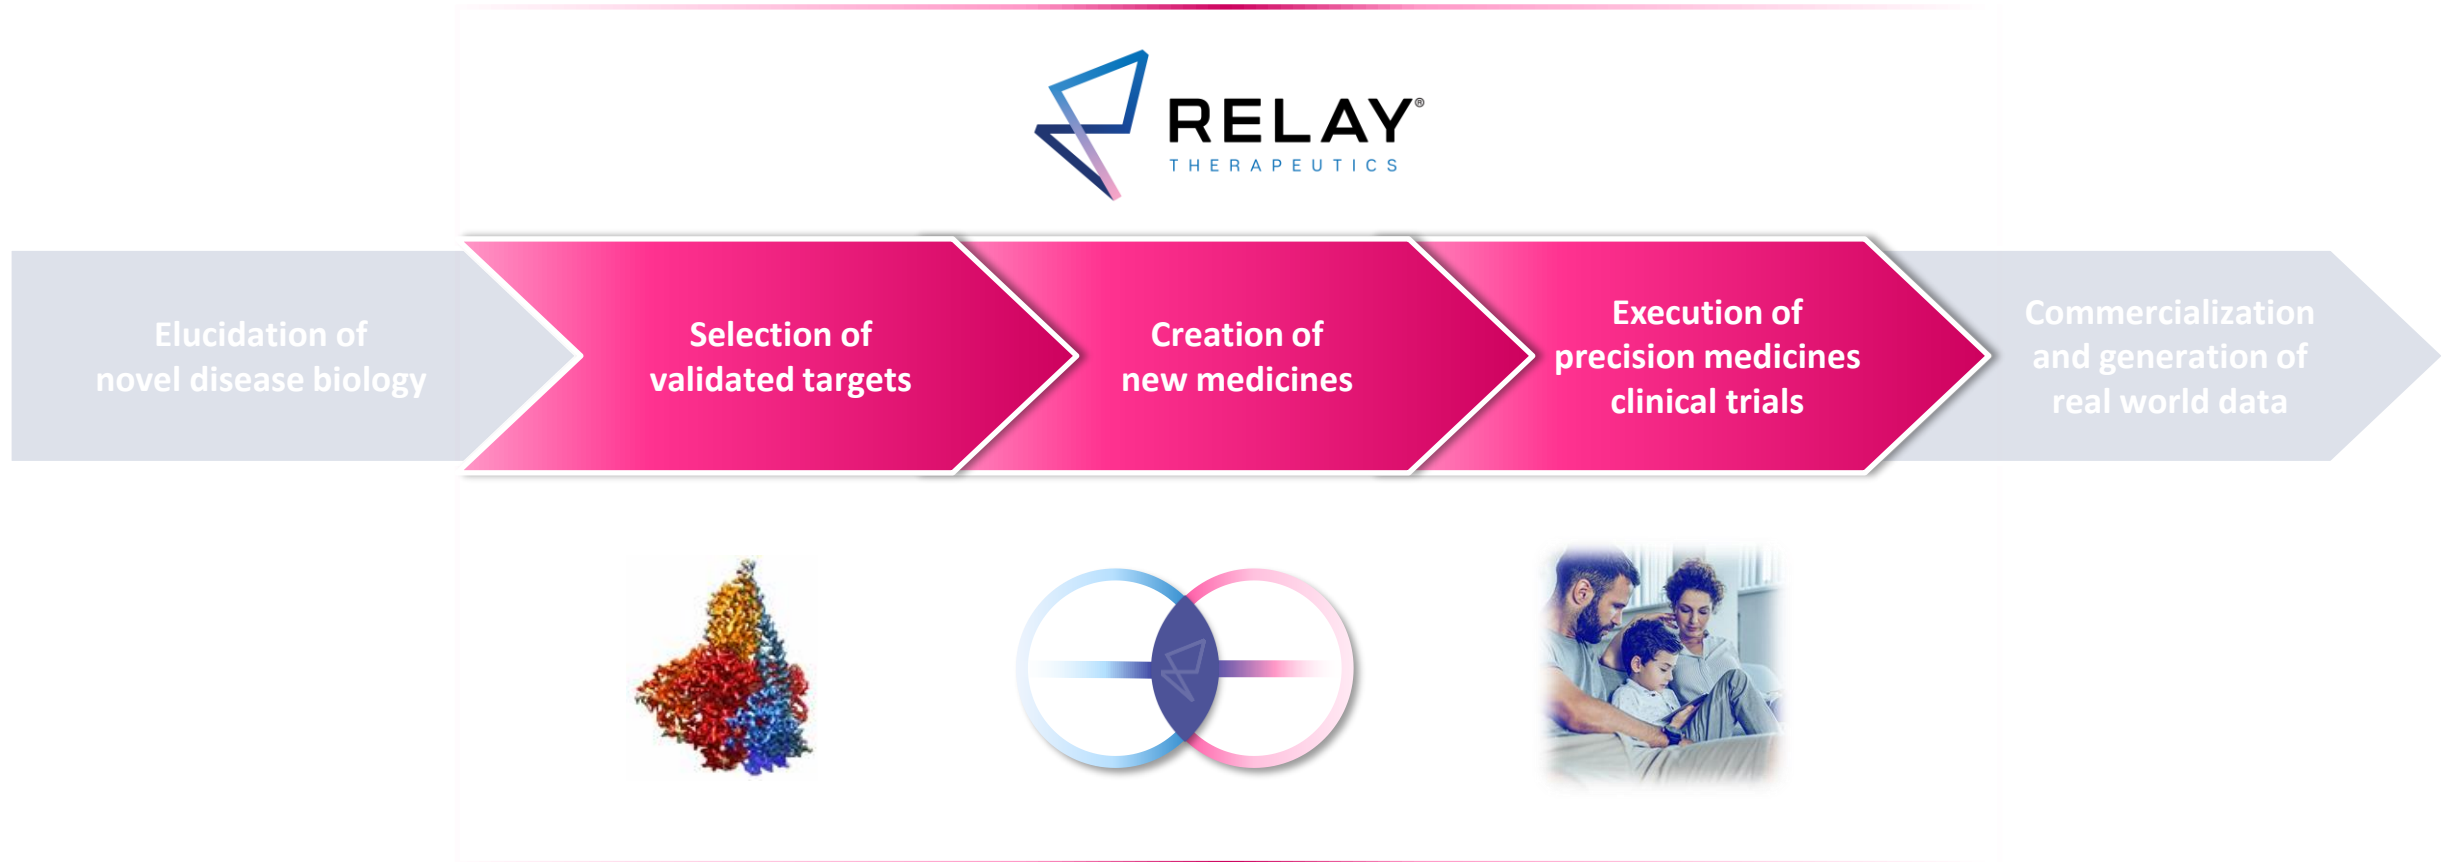 RELAY®
THERAPEUTICS
Elucidation of
novel disease biology
Selection of
validated targets
Creation of
new medicines
Execution of
precision medicines
clinical trials
Commercialization
and generation of
real world data